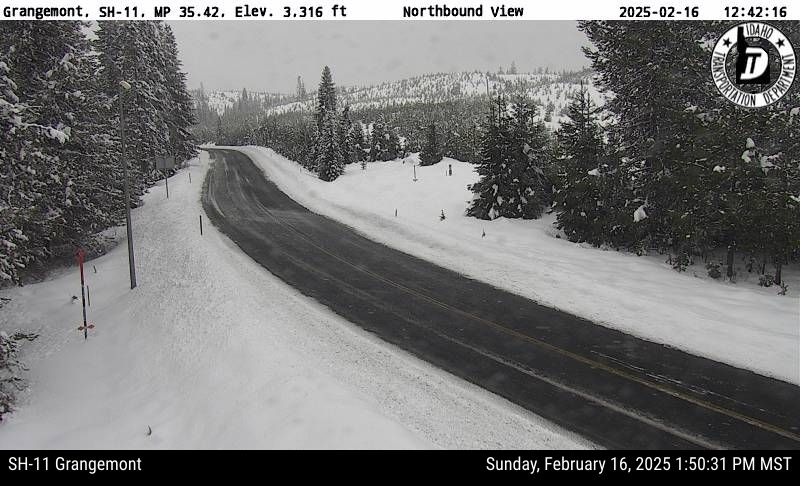 Grangemont, SH-11, MP 35.42, Elev. 3,316 ft Northbound View 2025-02-16 12:42:16
IDAHO
TRANSPORTATION DEPARTMENT
SH-11 Grangemont Sunday, February 16, 2025 1:50:31 PM MST